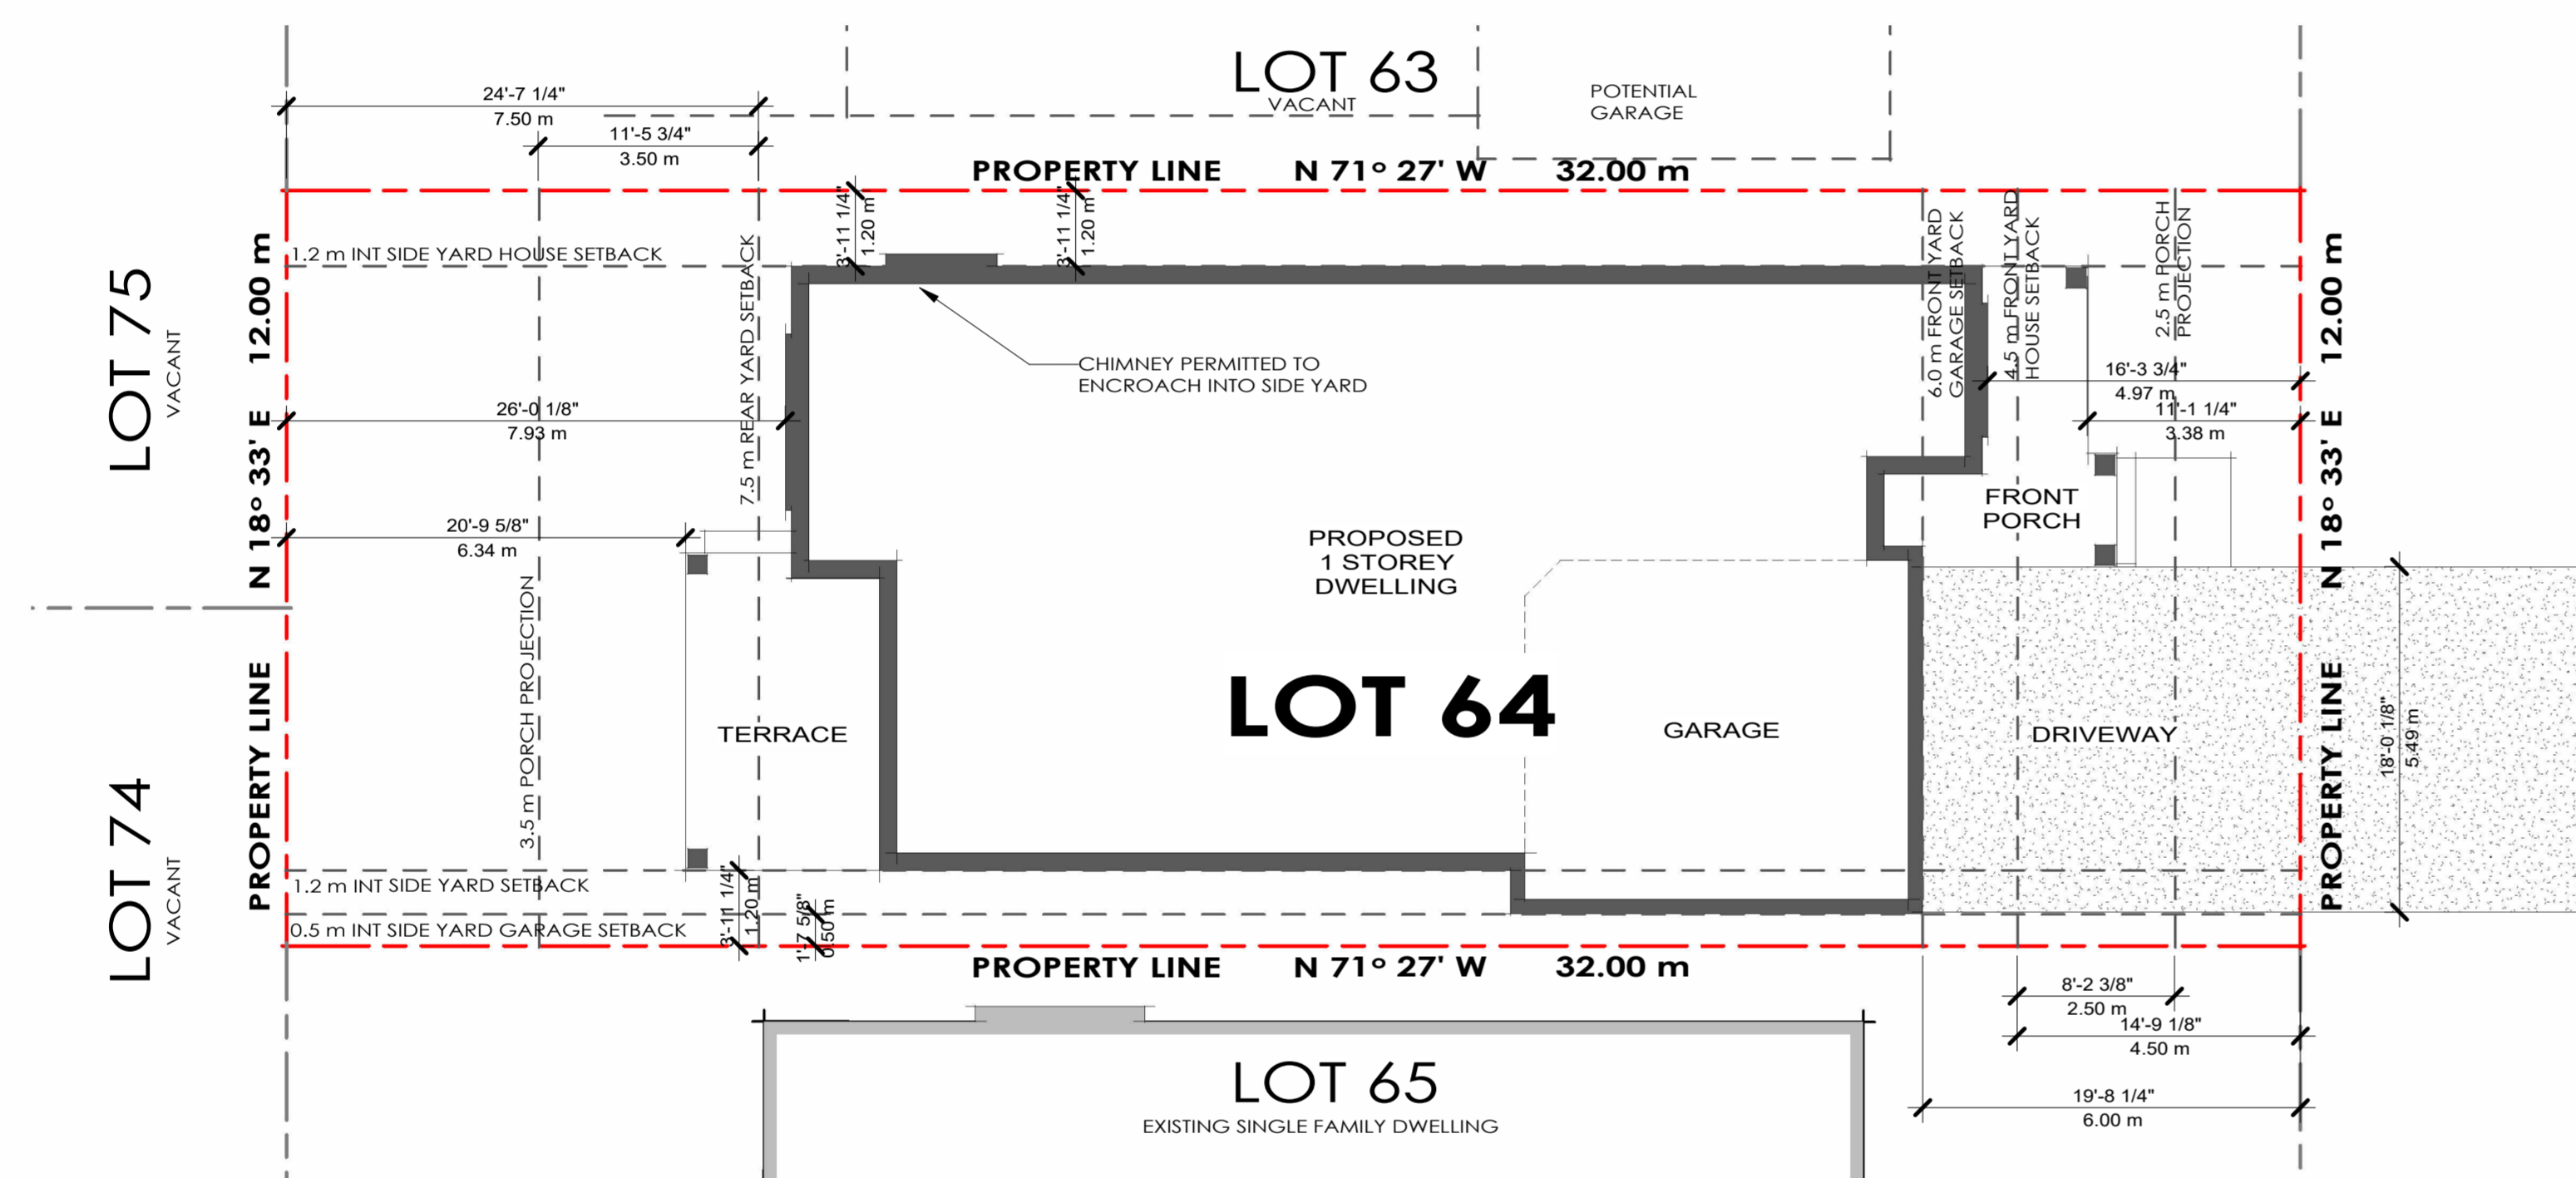 LOT 63
VACANT
POTENTIAL
GARAGE
24'-7 1/4"
7.50 m
11'-5 3/4"
3.50 m
PROPERTY LINE N 71° 27' W 32.00 m
3'-11 1/4"
1.20 m
3'-11 1/4"
1.20 m
1.2 m INT SIDE YARD HOUSE SETBACK
7.5 m REAR YARD SETBACK
6.0 m FRONT YARD
GARAGE SETBACK
4.5 m FRONT YARD
HOUSE SETBACK
2.5 m PORCH
PROJECTION
LOT 75
VACANT
PROPERTY LINE N 18° 33' E 12.00 m
CHIMNEY PERMITTED TO
ENCROACH INTO SIDE YARD
16'-3 3/4"
4.97 m
11'-1 1/4"
3.38 m
26'-0 1/8"
7.93 m
20'-9 5/8"
6.34 m
FRONT
PORCH
PROPOSED
1 STOREY
DWELLING
3.5 m PORCH PROJECTION
LOT 64
TERRACE
GARAGE
DRIVEWAY
18'-0 1/8"
5.49 m
PROPERTY LINE N 18° 33' E 12.00 m
LOT 74
VACANT
1.2 m INT SIDE YARD SETBACK
0.5 m INT SIDE YARD GARAGE SETBACK
3'-11 1/4"
1.20 m
1'-7 5/8"
0.50 m
PROPERTY LINE N 71° 27' W 32.00 m
8'-2 3/8"
2.50 m
14'-9 1/8"
4.50 m
19'-8 1/4"
6.00 m
LOT 65
EXISTING SINGLE FAMILY DWELLING